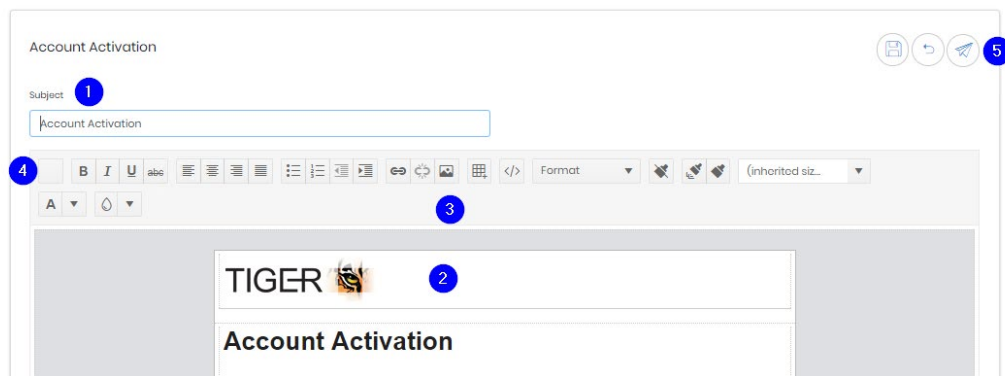 Account Activation
5
Subject 1
Account Activation
4 B I U abc </> Format (inherited siz...
A 3
TIGER 2
Account Activation